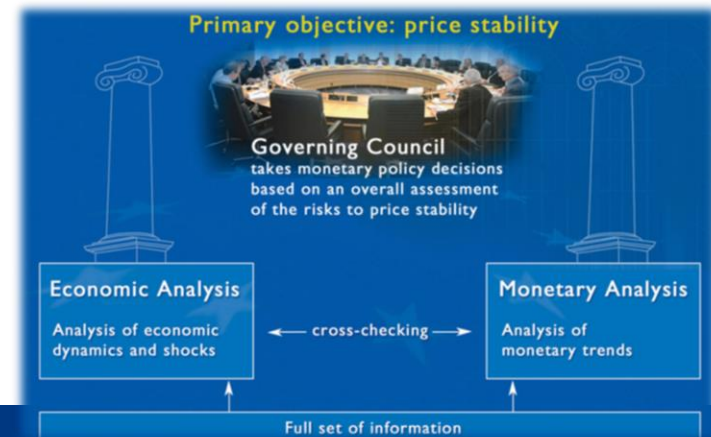 Primary objective: price stability
Governing Council
takes monetary policy decisions
based on an overall assessment
of the risks to price stability
Economic Analysis
Analysis of economic
dynamics and shocks
cross-checking
Monetary Analysis
Analysis of
monetary trends
Full set of information